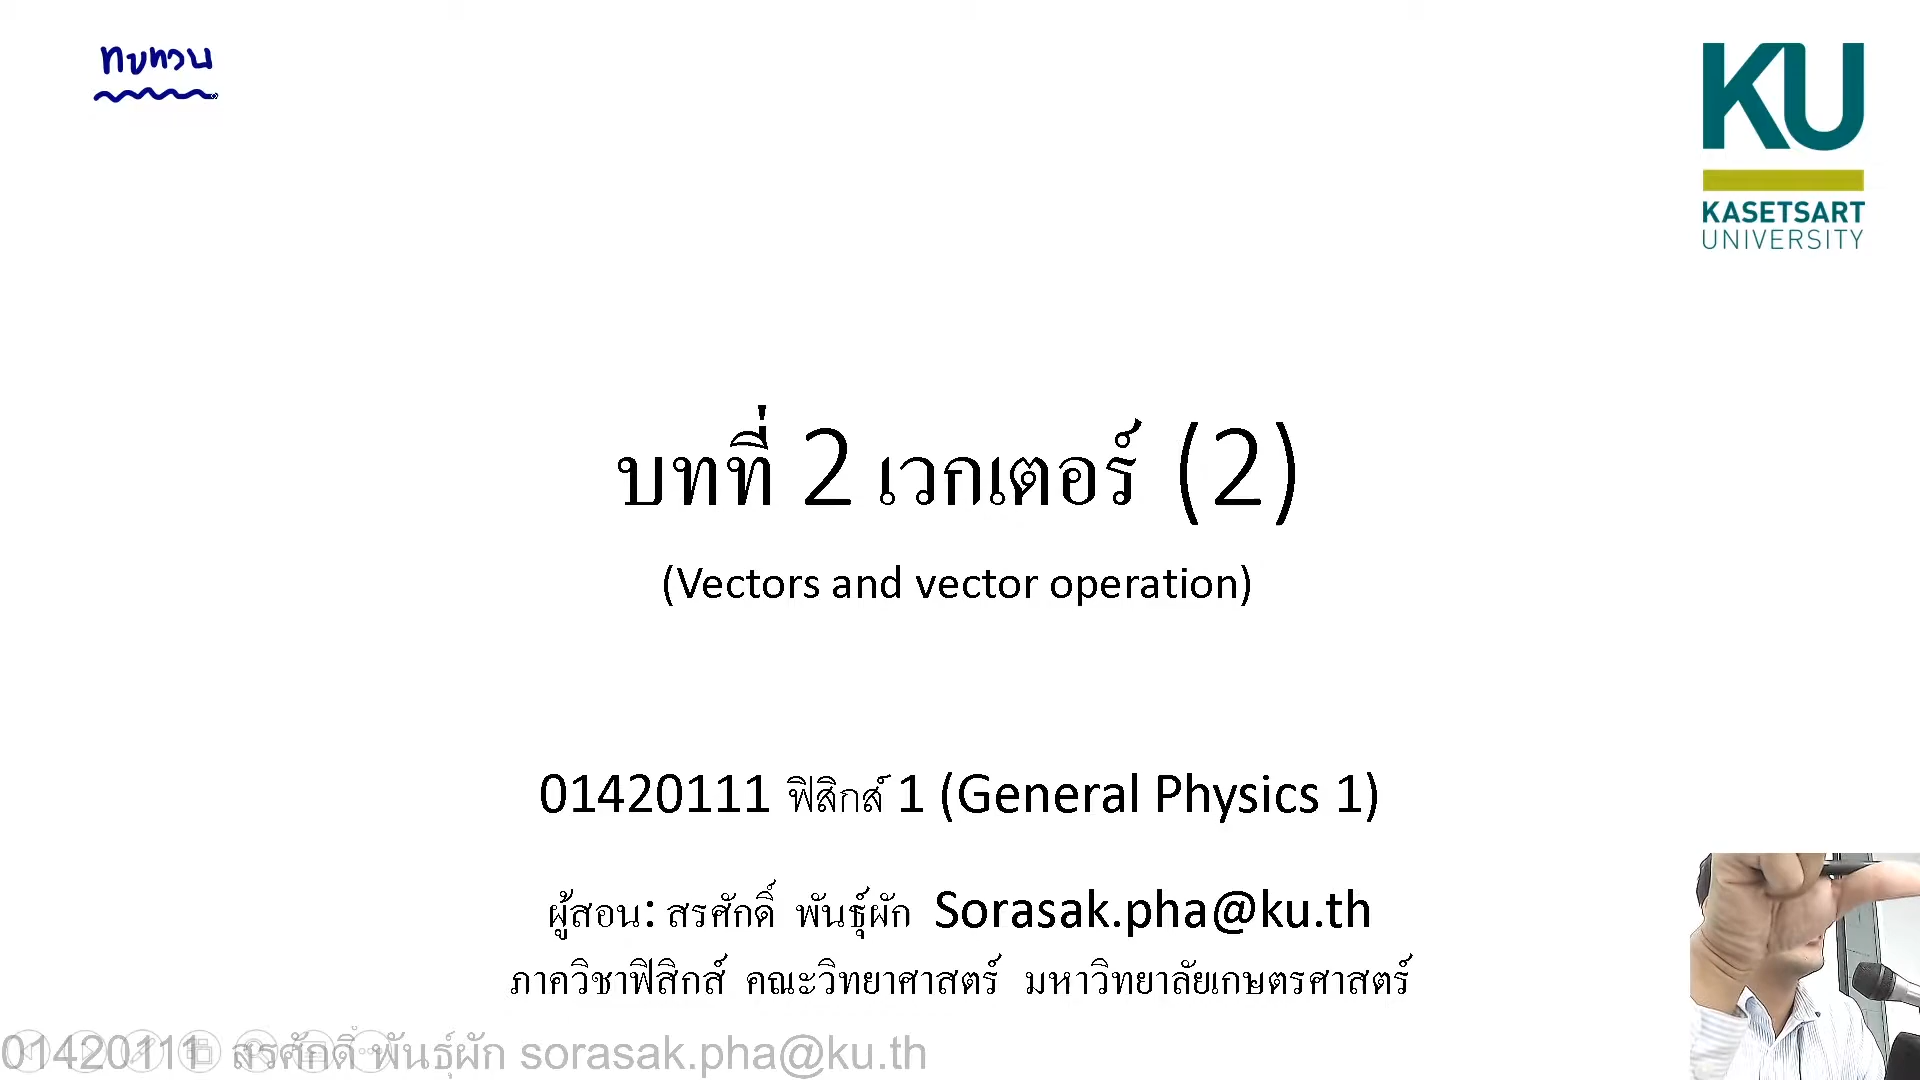 ทบทวน
KU
KASETSART
UNIVERSITY
บทที่ 2 เวกเตอร์ (2)
(Vectors and vector operation)
01420111 ฟิสิกส์ 1 (General Physics 1)
ผู้สอน: สรศักดิ์ พันธุ์ผัก Sorasak.pha@ku.th
ภาควิชาฟิสิกส์ คณะวิทยาศาสตร์ มหาวิทยาลัยเกษตรศาสตร์
01420111 สรศักดิ์ พันธุ์ผัก sorasak.pha@ku.th